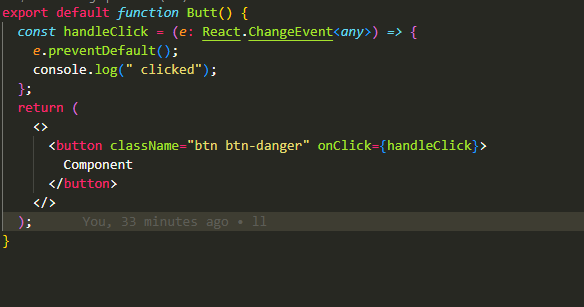 export default function Butt() {
const handleClick = (e: React.ChangeEvent<any>) => {
e.preventDefault();
console.log(" clicked");
};
return (
<>
<button className="btn btn-danger" onClick={handleClick}>
Component
</button>
</>
); You, 33 minutes ago • ll
}